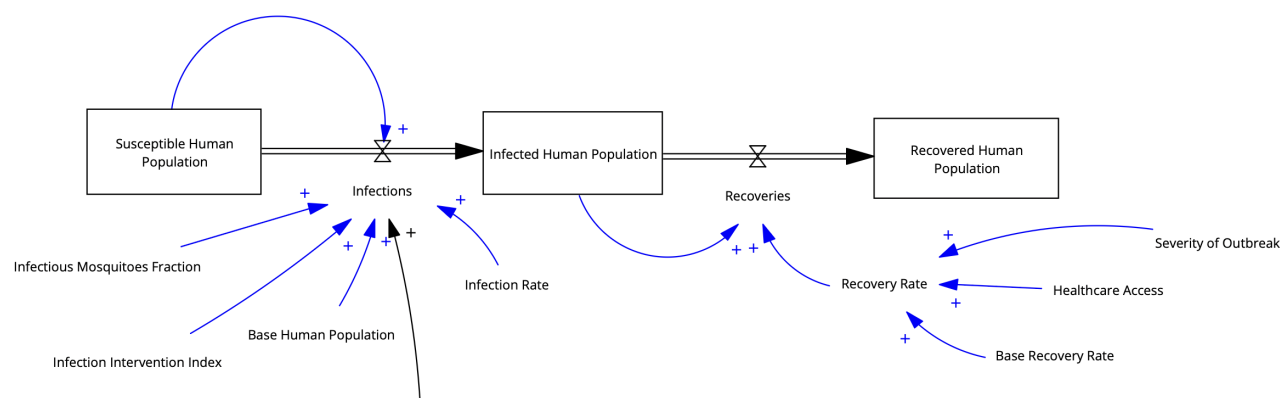 +
Susceptible Human
Population
Infected Human Population
Recovered Human
Population
Infections
Recoveries
+
+
+
+
+
+
+
+
+
Severity of Outbreak
Infectious Mosquitoes Fraction
Infection Rate
Recovery Rate
Healthcare Access
+
Base Human Population
+
Infection Intervention Index
Base Recovery Rate